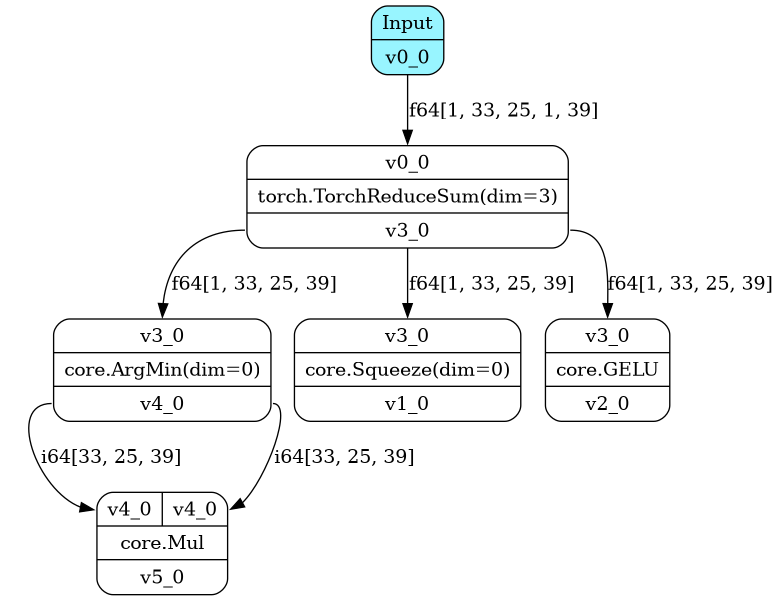 Input
v0_0
f64[1, 33, 25, 1, 39]
v0_0
torch.TorchReduceSum(dim=3)
v3_0
f64[1, 33, 25, 39]
f64[1, 33, 25, 39]
f64[1, 33, 25, 39]
v3_0
core.ArgMin(dim=0)
v4_0
v3_0
core.Squeeze(dim=0)
v1_0
v3_0
core.GELU
v2_0
i64[33, 25, 39]
i64[33, 25, 39]
v4_0 v4_0
core.Mul
v5_0